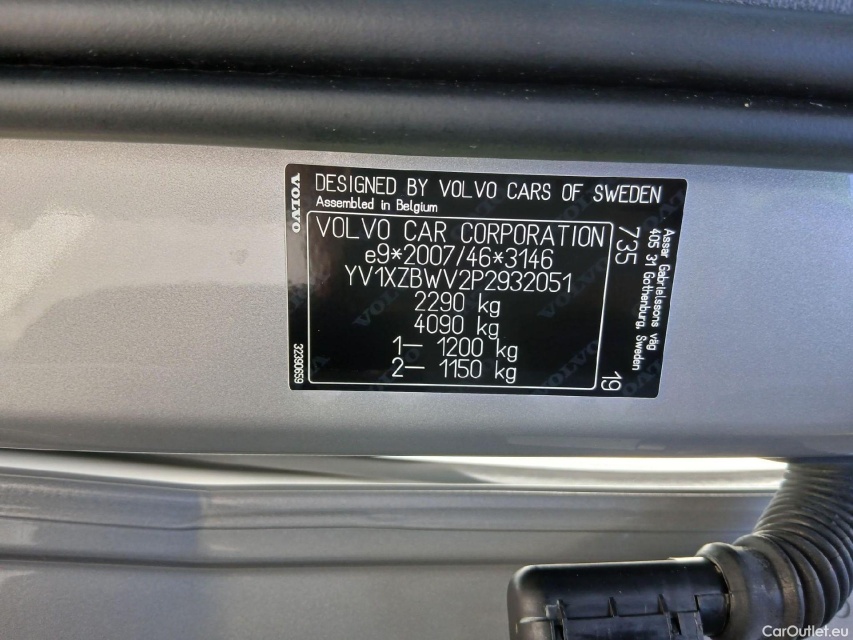 VOLVO
DESIGNED BY VOLVO CARS OF SWEDEN
Assembled in Belgium
VOLVO CAR CORPORATION
e9*2007/46*3146
YV1XZBWV2P2932051
2290 kg
4090 kg
1– 1200 kg
2– 1150 kg
735
19
Assar Gabrielssons väg
405 31 Gothenburg, Sweden
32290659
CarOutlet.eu